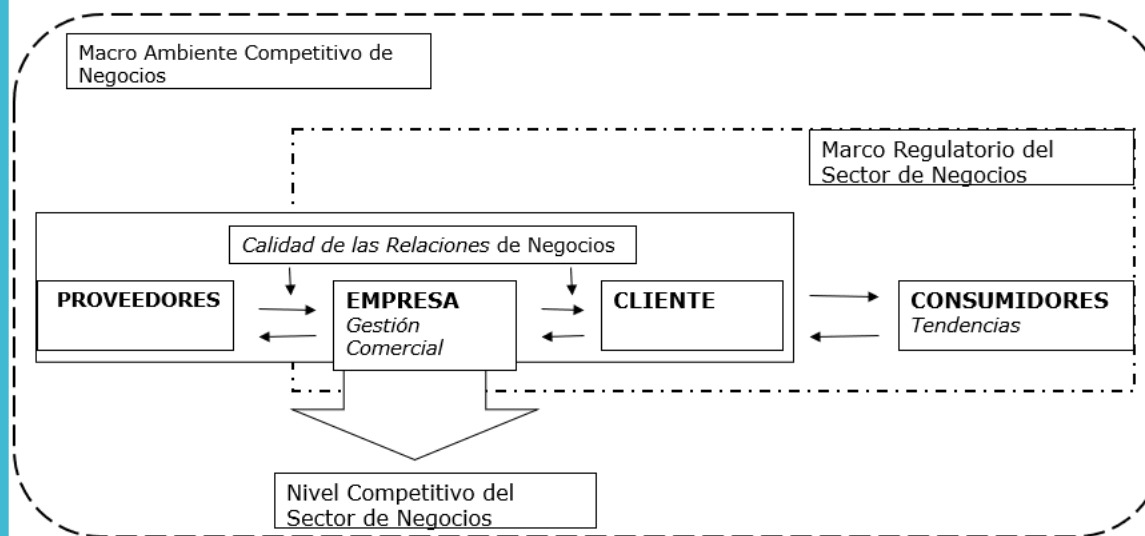 Macro Ambiente Competitivo de
Negocios
Marco Regulatorio del
Sector de Negocios
Calidad de las Relaciones de Negocios
PROVEEDORES
EMPRESA
Gestión
Comercial
CLIENTE
CONSUMIDORES
Tendencias
Nivel Competitivo del
Sector de Negocios